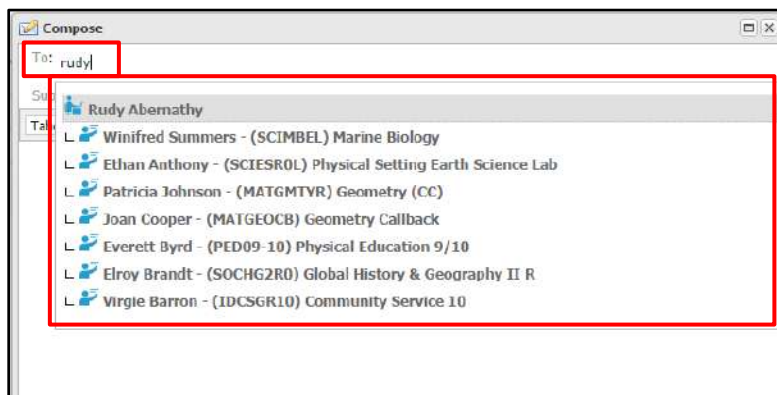 Compose
To: rudy
Su
Rudy Abernathy
Tah
Winifred Summers - (SCIMBEL) Marine Biology
Ethan Anthony - (SCIESR0L) Physical Setting Earth Science Lab
Patricia Johnson - (MATGMTYR) Geometry (CC)
Joan Cooper - (MATGEOCB) Geometry Callback
Everett Byrd - (PED09-10) Physical Education 9/10
Elroy Brandt - (SOCHG2R0) Global History & Geography II R
Virgie Barron - (IDCSGR10) Community Service 10